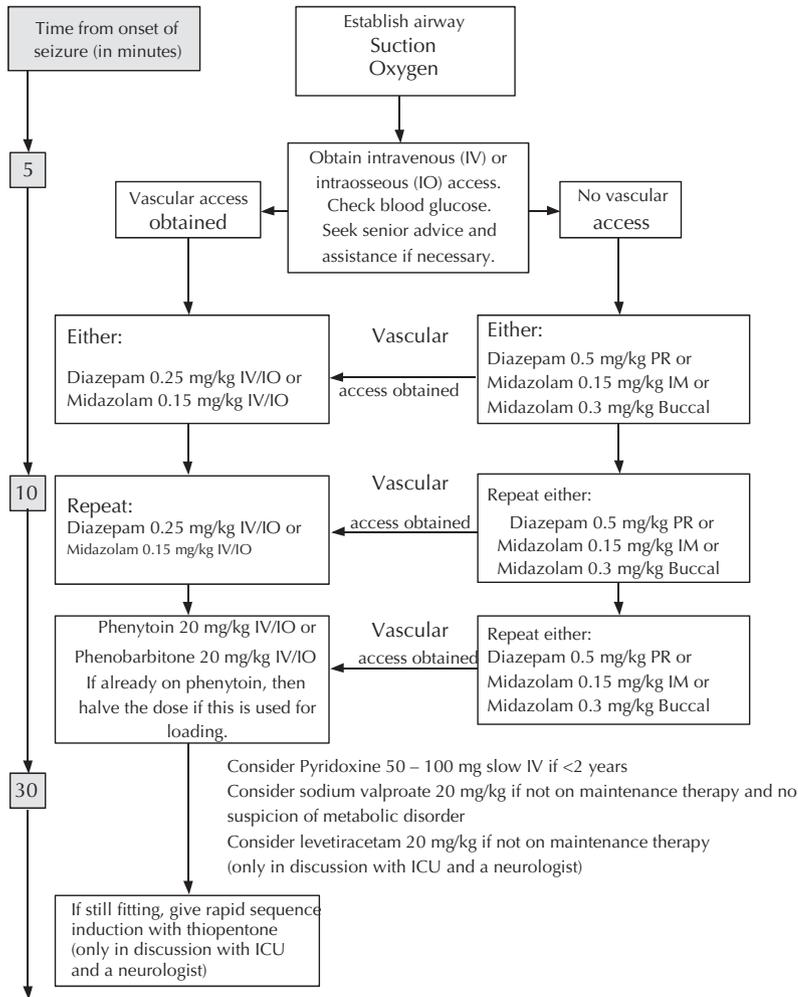 Time from onset of
seizure (in minutes)
Establish airway
Suction
Oxygen
5
Obtain intravenous (IV) or
intraosseous (IO) access.
Check blood glucose.
Seek senior advice and
assistance if necessary.
Vascular access
obtained
No vascular
access
Either:
Diazepam 0.25 mg/kg IV/IO or
Midazolam 0.15 mg/kg IV/IO
Vascular
access obtained
Either:
Diazepam 0.5 mg/kg PR or
Midazolam 0.15 mg/kg IM or
Midazolam 0.3 mg/kg Buccal
10
Repeat:
Diazepam 0.25 mg/kg IV/IO or
Midazolam 0.15 mg/kg IV/IO
Vascular
access obtained
Repeat either:
Diazepam 0.5 mg/kg PR or
Midazolam 0.15 mg/kg IM or
Midazolam 0.3 mg/kg Buccal
Phenytoin 20 mg/kg IV/IO or
Phenobarbitone 20 mg/kg IV/IO
If already on phenytoin, then
halve the dose if this is used for
loading.
Vascular
access obtained
Repeat either:
Diazepam 0.5 mg/kg PR or
Midazolam 0.15 mg/kg IM or
Midazolam 0.3 mg/kg Buccal
30
Consider Pyridoxine 50 – 100 mg slow IV if <2 years
Consider sodium valproate 20 mg/kg if not on maintenance therapy and no
suspicion of metabolic disorder
Consider levetiracetam 20 mg/kg if not on maintenance therapy
(only in discussion with ICU and a neurologist)
If still fitting, give rapid sequence
induction with thiopentone
(only in discussion with ICU
and a neurologist)